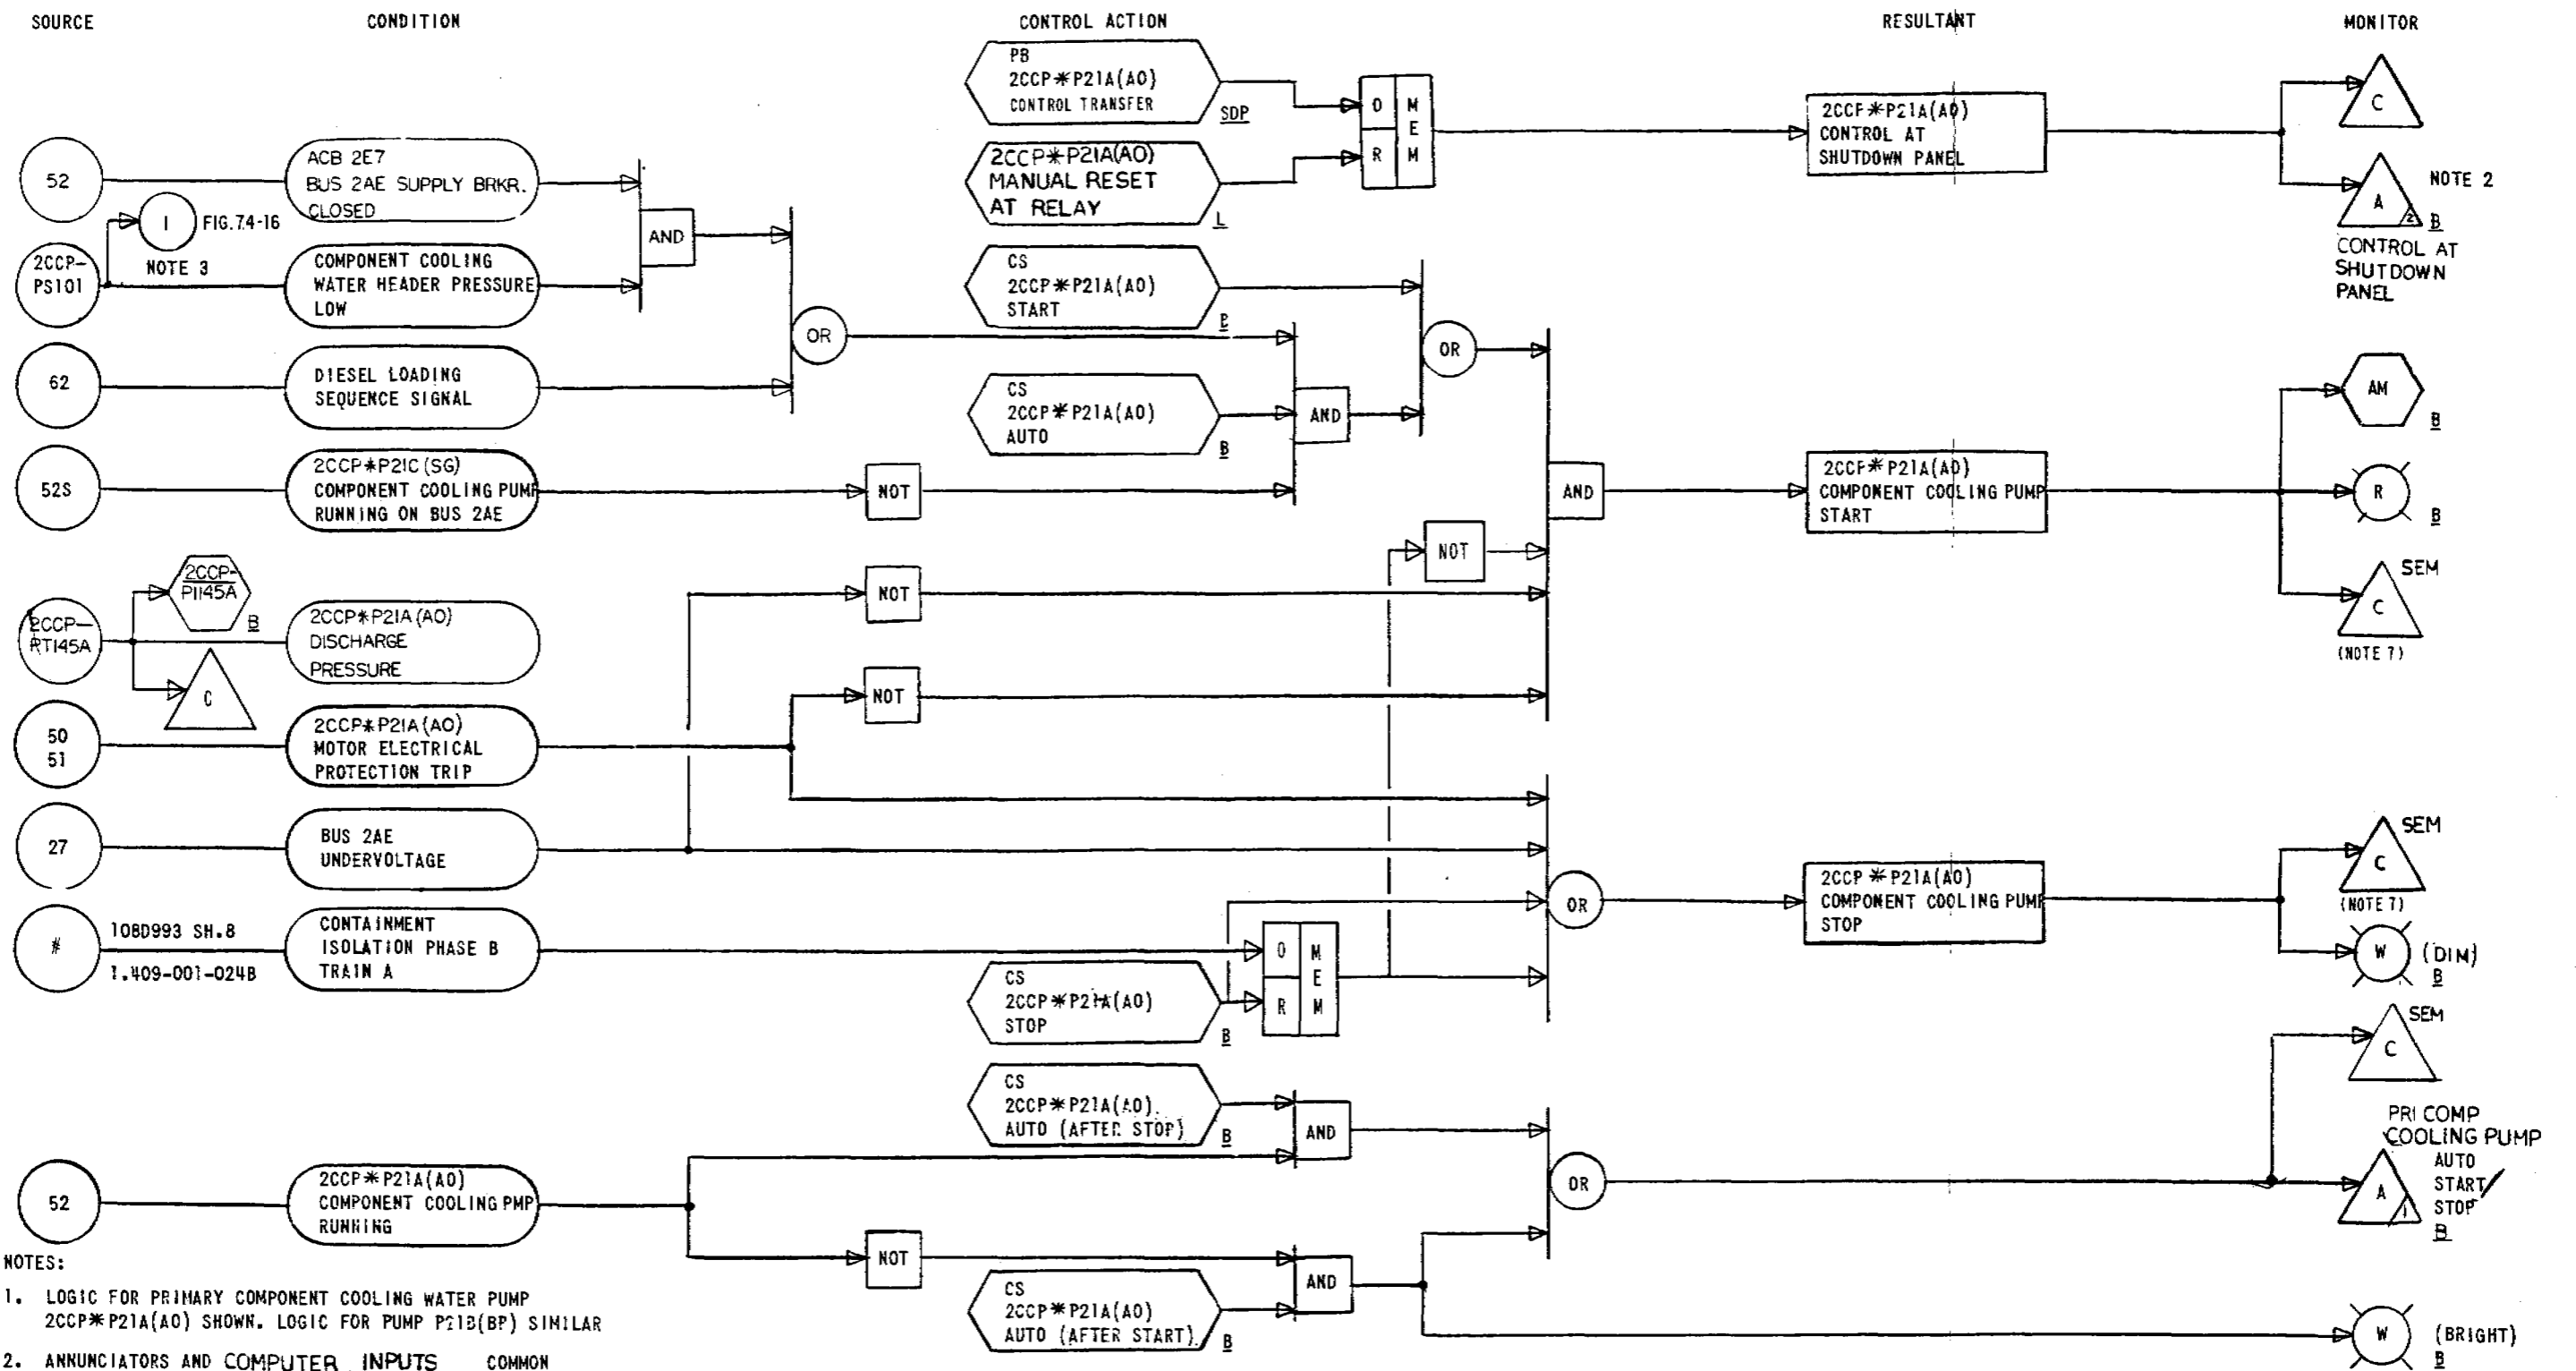 SOURCE
CONDITION
CONTROL ACTION
RESULTANT
MONITOR
PB
2CCP*P21A(AO)
CONTROL TRANSFER
SDP
O
R
MEM
2CCP*P21A(AO)
CONTROL AT
SHUTDOWN PANEL
C
A
2
NOTE 2
B
CONTROL AT
SHUTDOWN
PANEL
2CCP*P21A(AO)
MANUAL RESET
AT RELAY
L
52
ACB 2E7
BUS 2AE SUPPLY BRKR.
CLOSED
I
FIG.7.4-16
NOTE 3
2CCP-
PS101
COMPONENT COOLING
WATER HEADER PRESSURE
LOW
AND
OR
CS
2CCP*P21A(AO)
START
B
62
DIESEL LOADING
SEQUENCE SIGNAL
CS
2CCP*P21A(AO)
AUTO
B
AND
OR
52S
2CCP*P21C(SG)
COMPONENT COOLING PUMP
RUNNING ON BUS 2AE
NOT
AND
2CCP*P21A(AO)
COMPONENT COOLING PUMP
START
AM
B
R
B
C
SEM
(NOTE 7)
NOT
NOT
NOT
2CCP-
PT145A
2CCP-
PI145A
B
C
2CCP*P21A(AO)
DISCHARGE
PRESSURE
50
51
2CCP*P21A(AO)
MOTOR ELECTRICAL
PROTECTION TRIP
27
BUS 2AE
UNDERVOLTAGE
OR
2CCP*P21A(AO)
COMPONENT COOLING PUMP
STOP
C
SEM
(NOTE 7)
W
(DIM)
B
#
108D993 SH.8
1.409-001-024B
CONTAINMENT
ISOLATION PHASE B
TRAIN A
O
R
MEM
CS
2CCP*P21A(AO)
STOP
B
CS
2CCP*P21A(AO)
AUTO (AFTER STOP)
B
AND
OR
C
SEM
PRI COMP
COOLING PUMP
AUTO
START/
STOP
B
A
1
52
2CCP*P21A(AO)
COMPONENT COOLING PMP
RUNNING
NOT
CS
2CCP*P21A(AO)
AUTO (AFTER START)
B
AND
W
(BRIGHT)
B
NOTES:
1. LOGIC FOR PRIMARY COMPONENT COOLING WATER PUMP
2CCP*P21A(AO) SHOWN. LOGIC FOR PUMP P21B(BP) SIMILAR
2. ANNUNCIATORS AND COMPUTER INPUTS COMMON